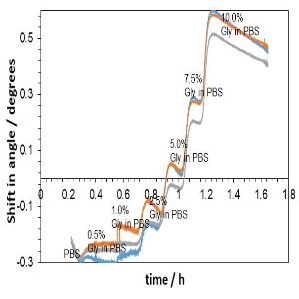 0.5
0.3
0.1
-0.1
-0.3
Shift in angle / degrees
10.0%
Gly in PBS
7.5%
Gly in PBS
5.0%
Gly in PBS
2.5%
Gly in PBS
1.0%
Gly in PBS
0.5%
Gly in PBS
PBS
0 0.2 0.4 0.6 0.8 1 1.2 1.4 1.6 1.8
time / h